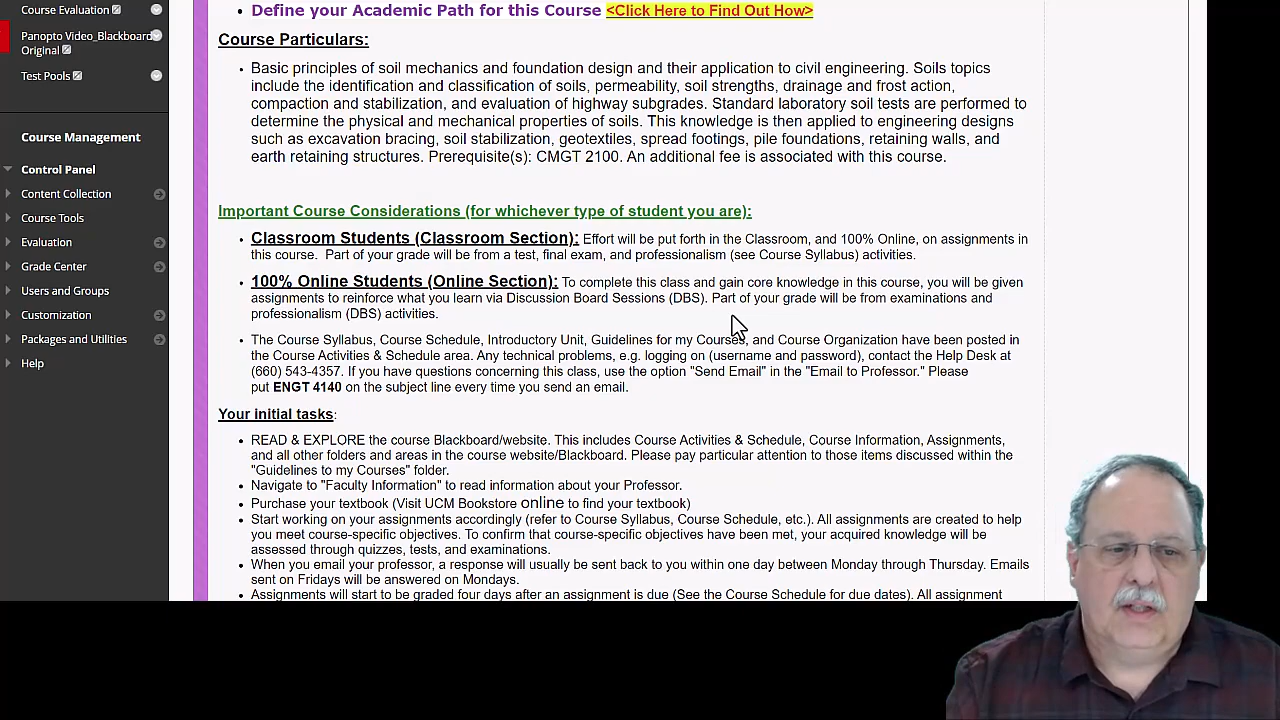 Course Evaluation
Panopto Video_Blackboard
Original
Test Pools
Course Management
Control Panel
Content Collection
Course Tools
Evaluation
Grade Center
Users and Groups
Customization
Packages and Utilities
Help
Define your Academic Path for this Course <Click Here to Find Out How>
Course Particulars:
Basic principles of soil mechanics and foundation design and their application to civil engineering. Soils topics
include the identification and classification of soils, permeability, soil strengths, drainage and frost action,
compaction and stabilization, and evaluation of highway subgrades. Standard laboratory soil tests are performed to
determine the physical and mechanical properties of soils. This knowledge is then applied to engineering designs
such as excavation bracing, soil stabilization, geotextiles, spread footings, pile foundations, retaining walls, and
earth retaining structures. Prerequisite(s): CMGT 2100. An additional fee is associated with this course.
Important Course Considerations (for whichever type of student you are):
Classroom Students (Classroom Section): Effort will be put forth in the Classroom, and 100% Online, on assignments in
this course. Part of your grade will be from a test, final exam, and professionalism (see Course Syllabus) activities.
100% Online Students (Online Section): To complete this class and gain core knowledge in this course, you will be given
assignments to reinforce what you learn via Discussion Board Sessions (DBS). Part of your grade will be from examinations and
professionalism (DBS) activities.
The Course Syllabus, Course Schedule, Introductory Unit, Guidelines for my Courses, and Course Organization have been posted in
the Course Activities & Schedule area. Any technical problems, e.g. logging on (username and password), contact the Help Desk at
(660) 543-4357. If you have questions concerning this class, use the option "Send Email" in the "Email to Professor." Please
put ENGT 4140 on the subject line every time you send an email.
Your initial tasks:
READ & EXPLORE the course Blackboard/website. This includes Course Activities & Schedule, Course Information, Assignments,
and all other folders and areas in the course website/Blackboard. Please pay particular attention to those items discussed within the
"Guidelines to my Courses" folder.
Navigate to "Faculty Information" to read information about your Professor.
Purchase your textbook (Visit UCM Bookstore online to find your textbook)
Start working on your assignments accordingly (refer to Course Syllabus, Course Schedule, etc.). All assignments are created to help
you meet course-specific objectives. To confirm that course-specific objectives have been met, your acquired knowledge will be
assessed through quizzes, tests, and examinations.
When you email your professor, a response will usually be sent back to you within one day between Monday through Thursday. Emails
sent on Fridays will be answered on Mondays.
Assignments will start to be graded four days after an assignment is due (See the Course Schedule for due dates). All assignment